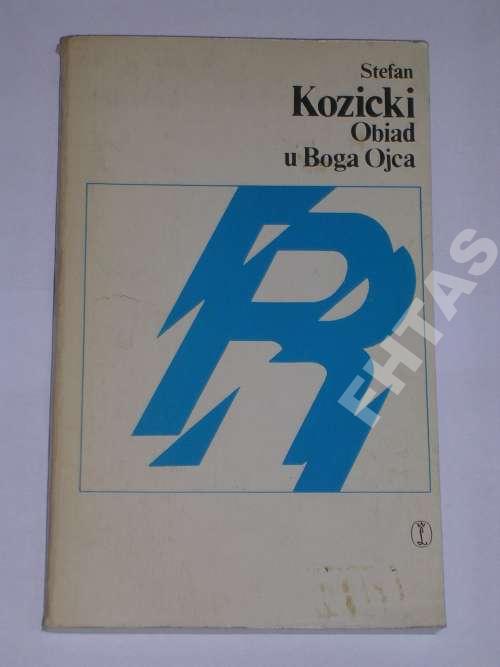 Stefan
Kozicki
Obiad
u Boga Ojca
R
EHTAS